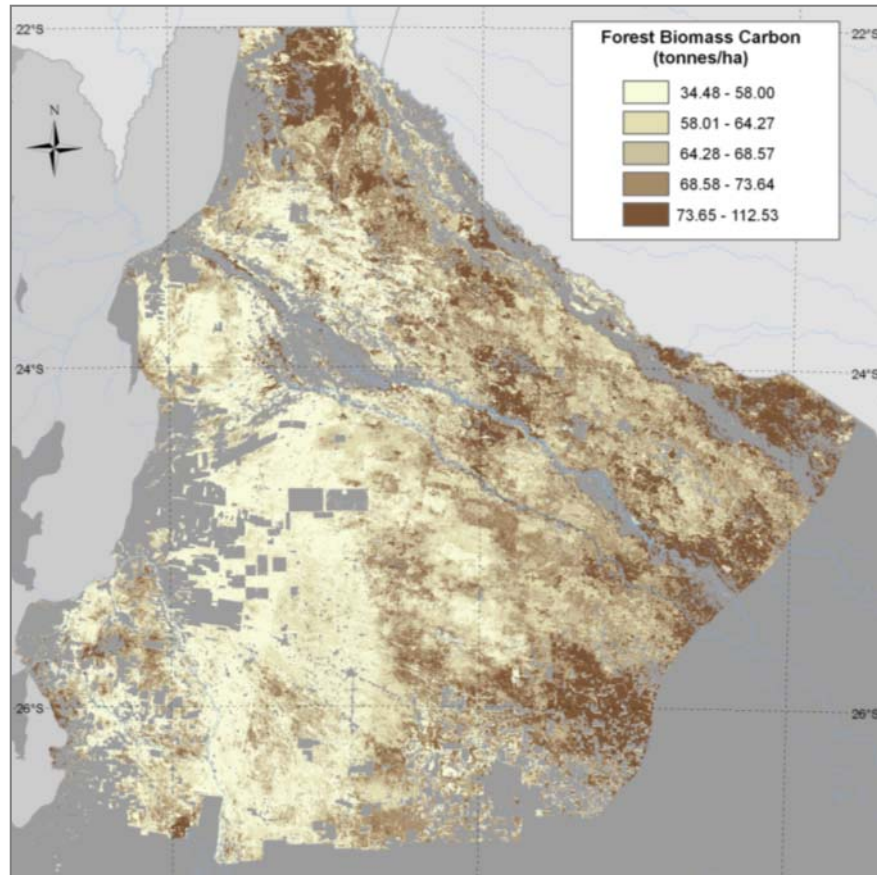 22°S
22°S
Forest Biomass Carbon
(tonnes/ha)
34.48 - 58.00
58.01 - 64.27
64.28 - 68.57
68.58 - 73.64
73.65 - 112.53
N
24°S
24°S
26°S
26°S